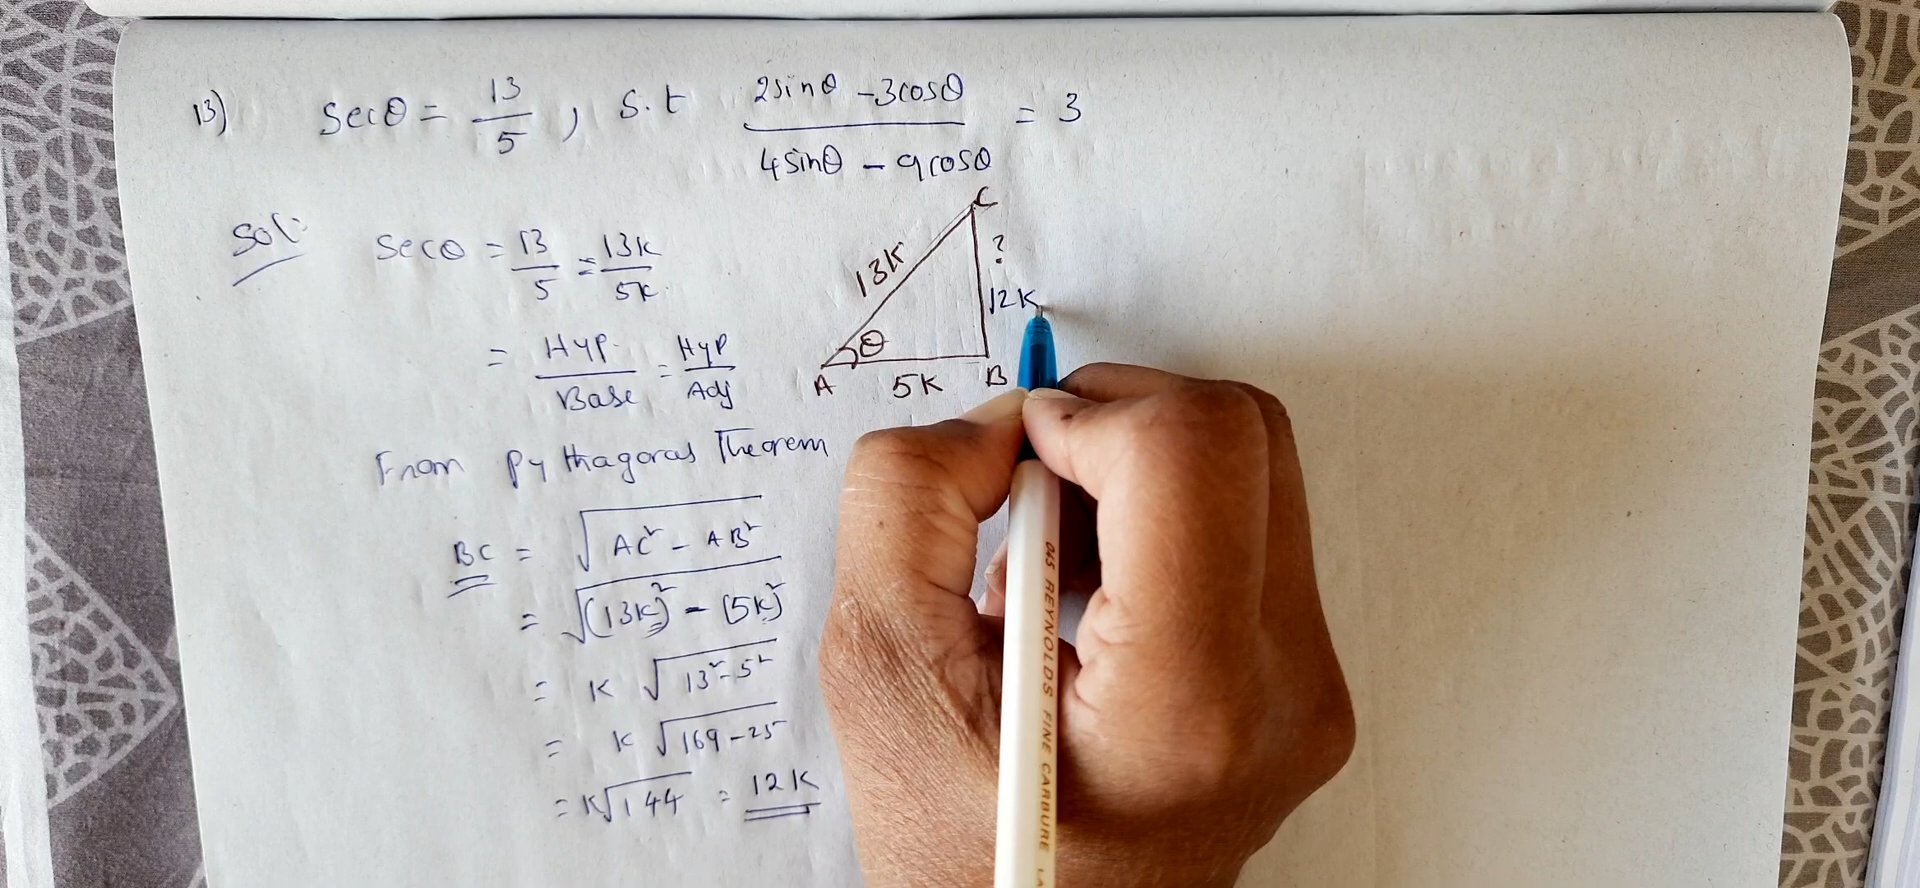 13) Secθ = 13/5, S.t (2sinθ - 3cosθ)/(4sinθ - 9cosθ) = 3
Sol:
Secθ = 13/5 = 13K/5K
= Hyp./Base = Hyp/Adj
C
13K
?
12K
θ
A 5K B
From Pythagoras Theorem
BC = √(AC² - AB²)
= √((13K)² - (5K)²)
= K √(13² - 5²)
= K √(169 - 25)
= K√144 = 12K
045 REYNOLDS FINE CARBURE